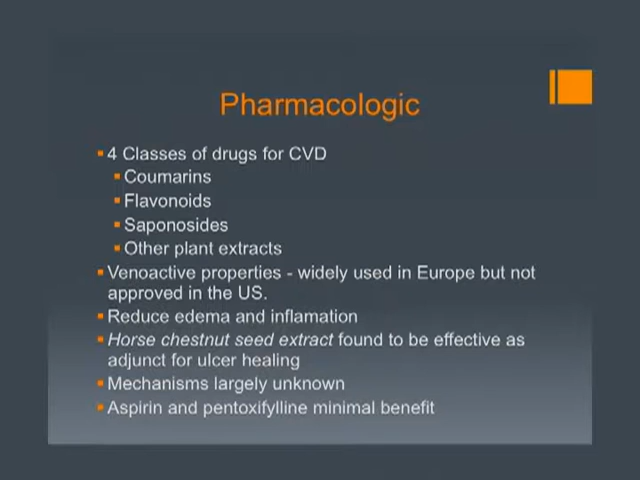 Pharmacologic
4 Classes of drugs for CVD
Coumarins
Flavonoids
Saponosides
Other plant extracts
Venoactive properties - widely used in Europe but not
approved in the US.
Reduce edema and inflamation
Horse chestnut seed extract found to be effective as
adjunct for ulcer healing
Mechanisms largely unknown
Aspirin and pentoxifylline minimal benefit